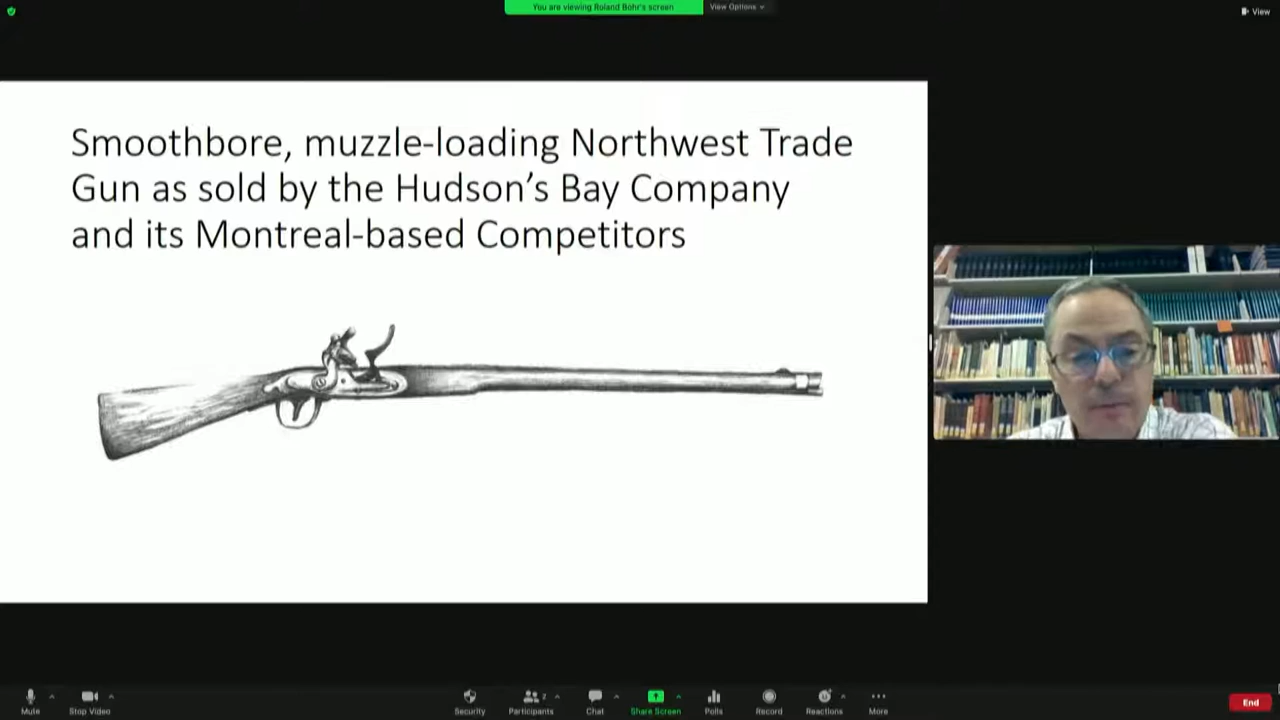 You are viewing Roland Bohr's screen
View Options
View
Smoothbore, muzzle-loading Northwest Trade
Gun as sold by the Hudson's Bay Company
and its Montreal-based Competitors
Mute
Stop Video
Security
Participants
2
Chat
Share Screen
Polls
Record
Reactions
More
End